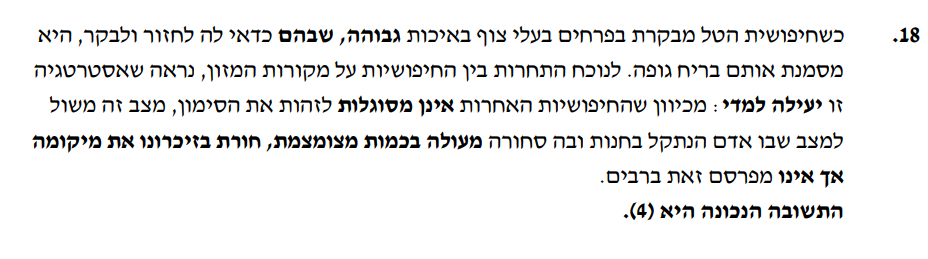 18. כשחיפושית הטל מבקרת בפרחים בעלי צוף באיכות גבוהה, שבהם כדאי לה לחזור ולבקר, היא
מסמנת אותם בריח גופה. לנוכח התחרות בין החיפושיות על מקורות המזון, נראה שאסטרטגיה
זו יעילה למדי: מכיוון שהחיפושיות האחרות אינן מסוגלות לזהות את הסימון, מצב זה משול
למצב שבו אדם הנתקל בחנות ובה סחורה מעולה בכמות מצומצמת, חורת בזיכרונו את מיקומה
אך אינו מפרסם זאת ברבים.
התשובה הנכונה היא (4).